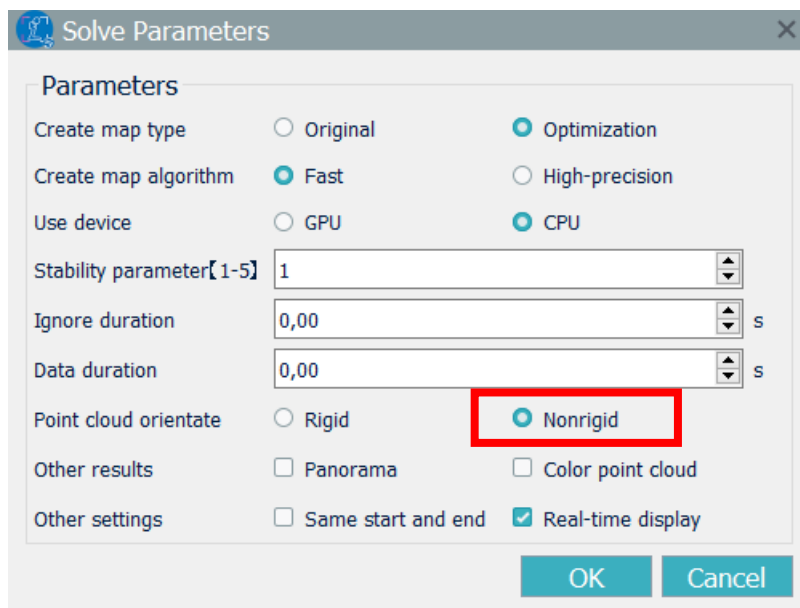 Solve Parameters
Parameters
Create map type Original Optimization
Create map algorithm Fast High-precision
Use device GPU CPU
Stability parameter【1-5】 1
Ignore duration 0,00 s
Data duration 0,00 s
Point cloud orientate Rigid Nonrigid
Other results Panorama Color point cloud
Other settings Same start and end Real-time display
OK Cancel